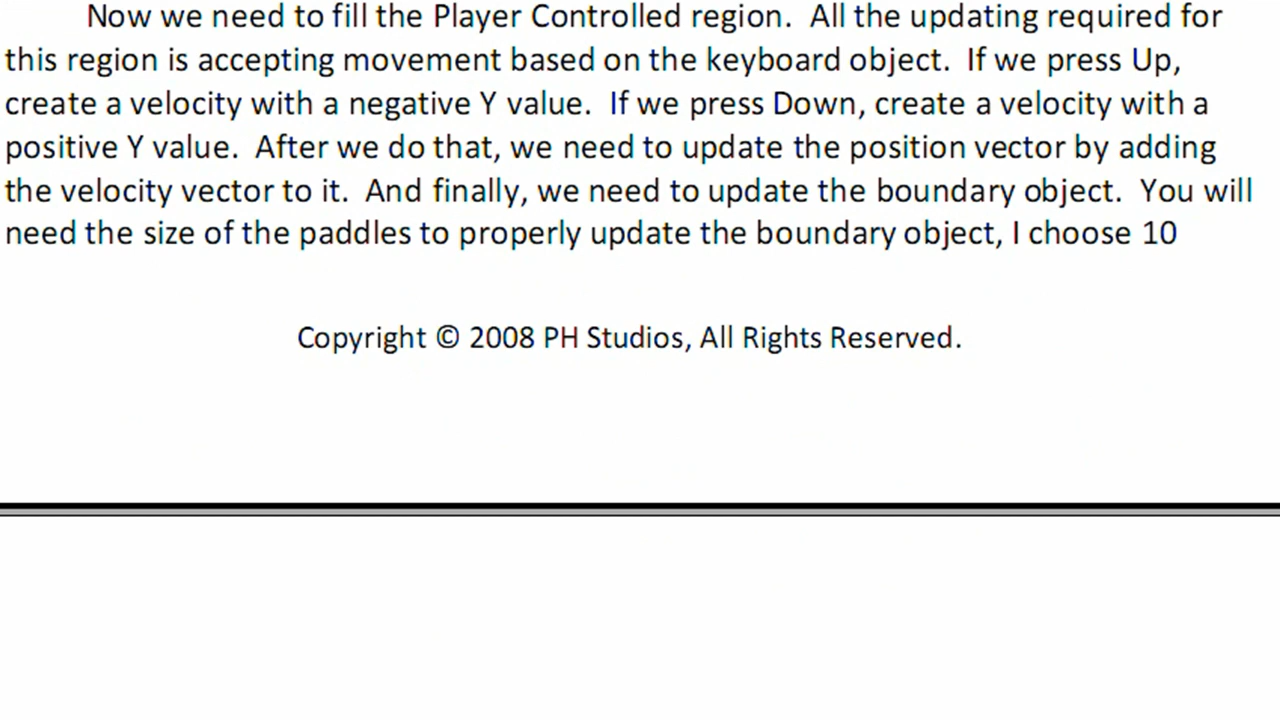 Now we need to fill the Player Controlled region.  All the updating required for
this region is accepting movement based on the keyboard object.  If we press Up,
create a velocity with a negative Y value.  If we press Down, create a velocity with a
positive Y value.  After we do that, we need to update the position vector by adding
the velocity vector to it.  And finally, we need to update the boundary object.  You will
need the size of the paddles to properly update the boundary object, I choose 10
Copyright © 2008 PH Studios, All Rights Reserved.